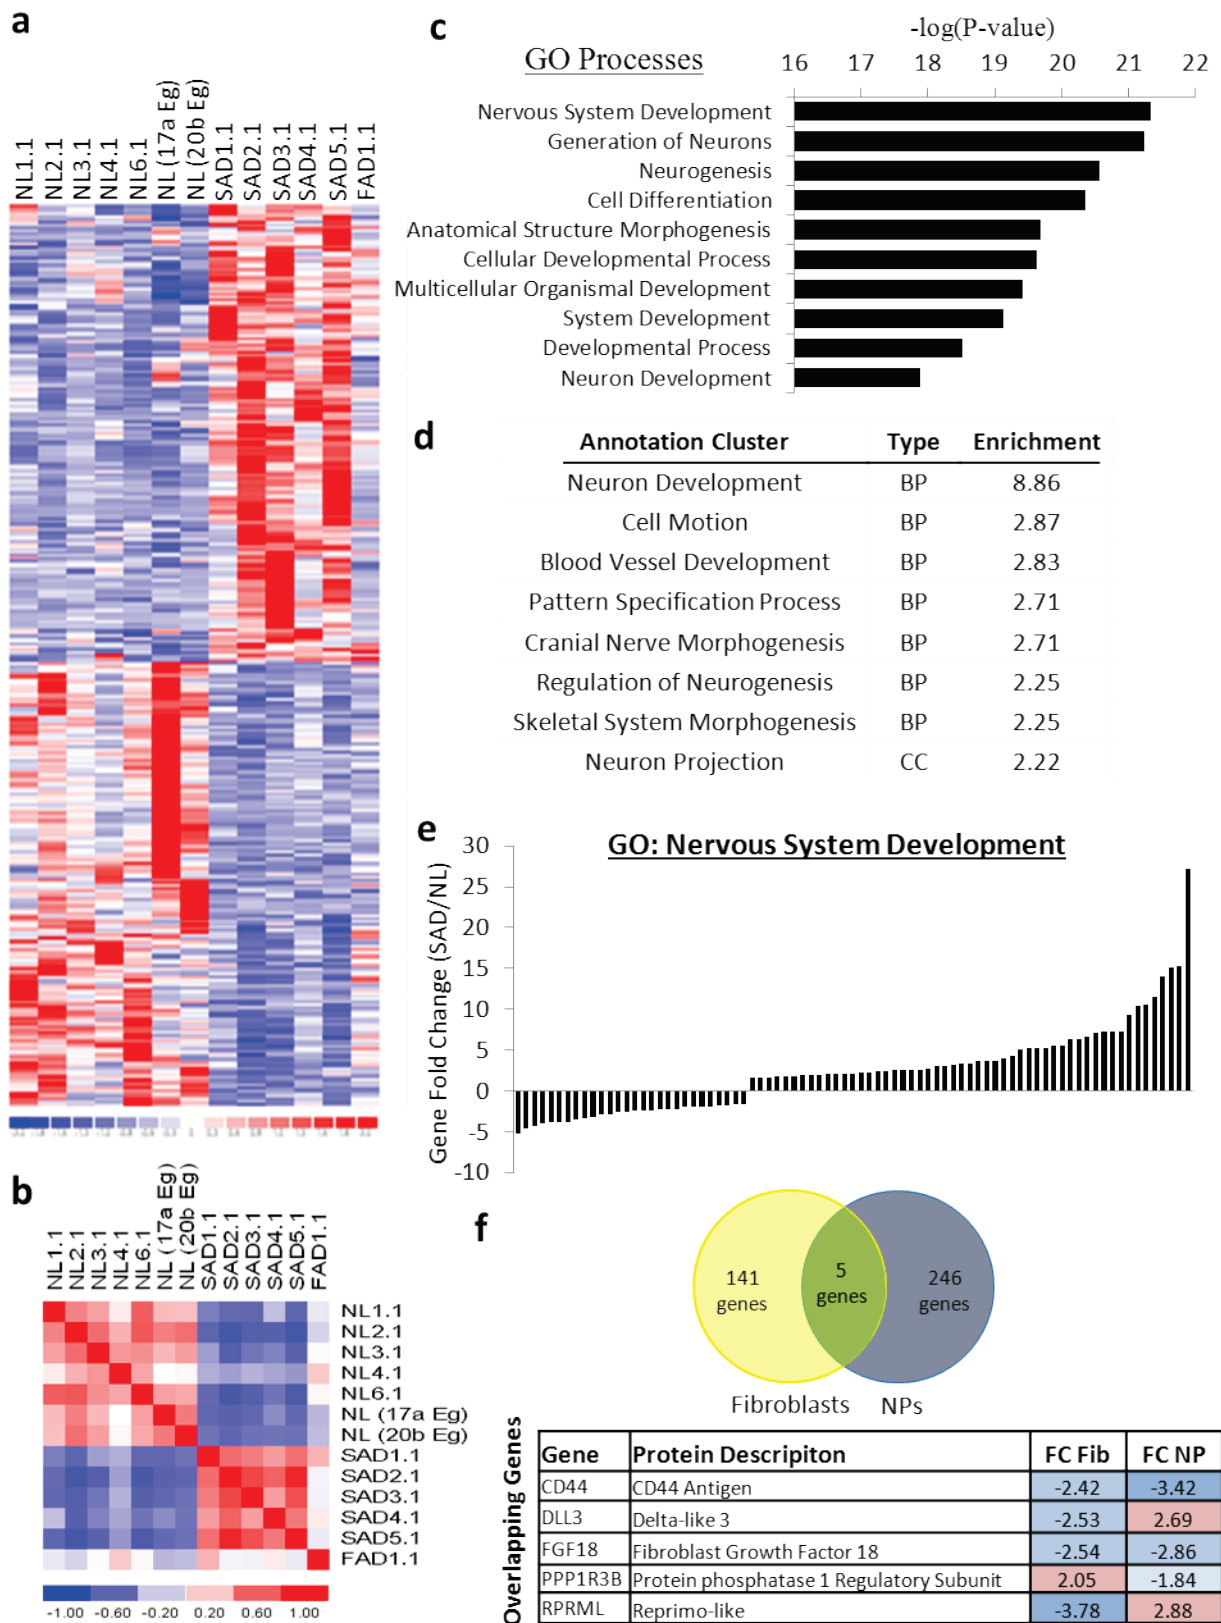 a
NL1.1
NL2.1
NL3.1
NL4.1
NL6.1
NL (17a Eg)
NL (20b Eg)
SAD1.1
SAD2.1
SAD3.1
SAD4.1
SAD5.1
FAD1.1
b
NL1.1
NL2.1
NL3.1
NL4.1
NL6.1
NL (17a Eg)
NL (20b Eg)
SAD1.1
SAD2.1
SAD3.1
SAD4.1
SAD5.1
FAD1.1
NL1.1
NL2.1
NL3.1
NL4.1
NL6.1
NL (17a Eg)
NL (20b Eg)
SAD1.1
SAD2.1
SAD3.1
SAD4.1
SAD5.1
FAD1.1
-1.00 -0.60 -0.20 0.20 0.60 1.00
c
-log(P-value)
GO Processes
16 17 18 19 20 21 22
Nervous System Development
Generation of Neurons
Neurogenesis
Cell Differentiation
Anatomical Structure Morphogenesis
Cellular Developmental Process
Multicellular Organismal Development
System Development
Developmental Process
Neuron Development
d
Annotation Cluster Type Enrichment
Neuron Development BP 8.86
Cell Motion BP 2.87
Blood Vessel Development BP 2.83
Pattern Specification Process BP 2.71
Cranial Nerve Morphogenesis BP 2.71
Regulation of Neurogenesis BP 2.25
Skeletal System Morphogenesis BP 2.25
Neuron Projection CC 2.22
e
GO: Nervous System Development
Gene Fold Change (SAD/NL)
30
25
20
15
10
5
0
-5
-10
f
141 genes
5 genes
246 genes
Fibroblasts NPs
Overlapping Genes
Gene Protein Descripiton FC Fib FC NP
CD44 CD44 Antigen -2.42 -3.42
DLL3 Delta-like 3 -2.53 2.69
FGF18 Fibroblast Growth Factor 18 -2.54 -2.86
PPP1R3B Protein phosphatase 1 Regulatory Subunit 2.05 -1.84
RPRML Reprimo-like -3.78 2.88